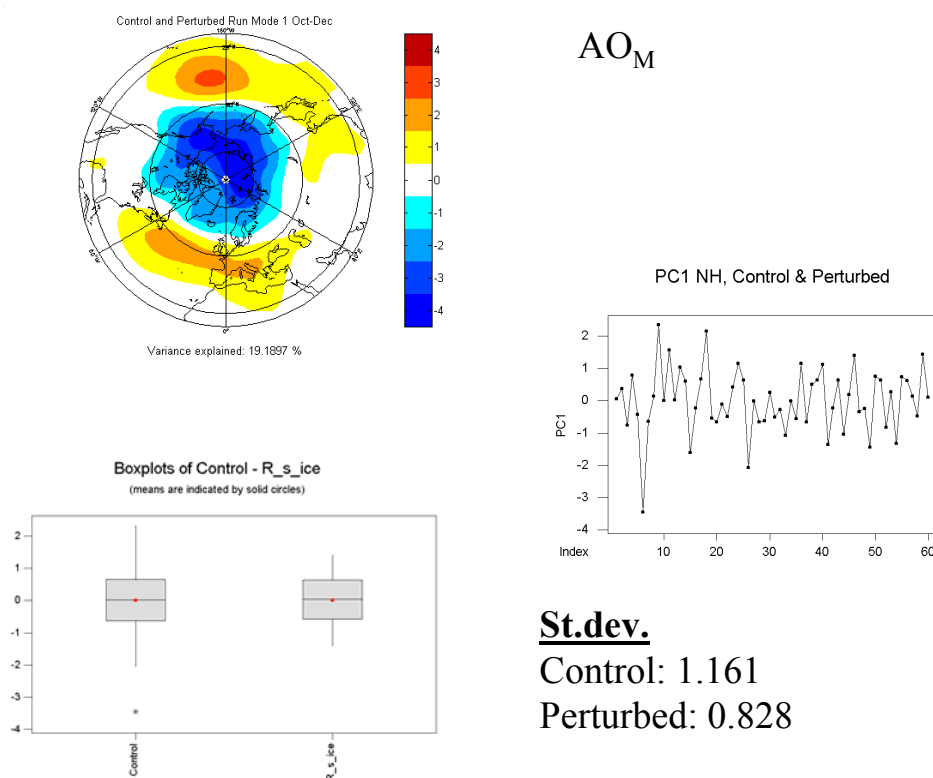 Control and Perturbed Run Mode 1 Oct-Dec
180°W
4
3
2
1
0
-1
-2
-3
-4
0°
Variance explained: 19.1897 %
AO_M
PC1 NH, Control & Perturbed
2
1
0
-1
-2
-3
-4
PC1
Index
10
20
30
40
50
60
Boxplots of Control - R_s_ice
(means are indicated by solid circles)
2
1
0
-1
-2
-3
-4
Control
R_s_ice
St.dev.
Control: 1.161
Perturbed: 0.828